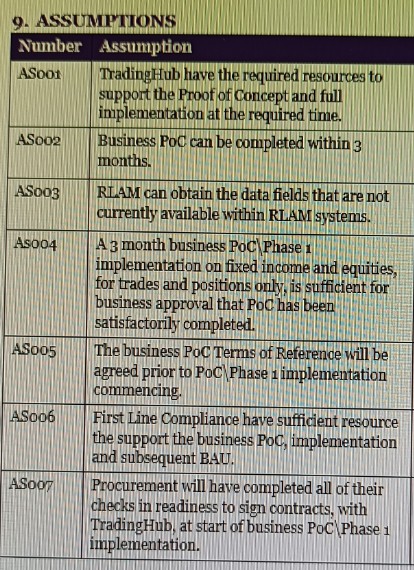 9. ASSUMPTIONS
Number Assumption
AS001 TradingHub have the required resources to
support the Proof of Concept and full
implementation at the required time.
AS002 Business PoC can be completed within 3
months.
AS003 RLAM can obtain the data fields that are not
currently available within RLAM systems.
AS004 A 3 month business PoC\Phase 1
implementation on fixed income and equities,
for trades and positions only, is sufficient for
business approval that PoC has been
satisfactorily completed.
AS005 The business PoC Terms of Reference will be
agreed prior to PoC\Phase 1 implementation
commencing.
AS006 First Line Compliance have sufficient resource
the support the business PoC, implementation
and subsequent BAU.
AS007 Procurement will have completed all of their
checks in readiness to sign contracts, with
TradingHub, at start of business PoC\Phase 1
implementation.